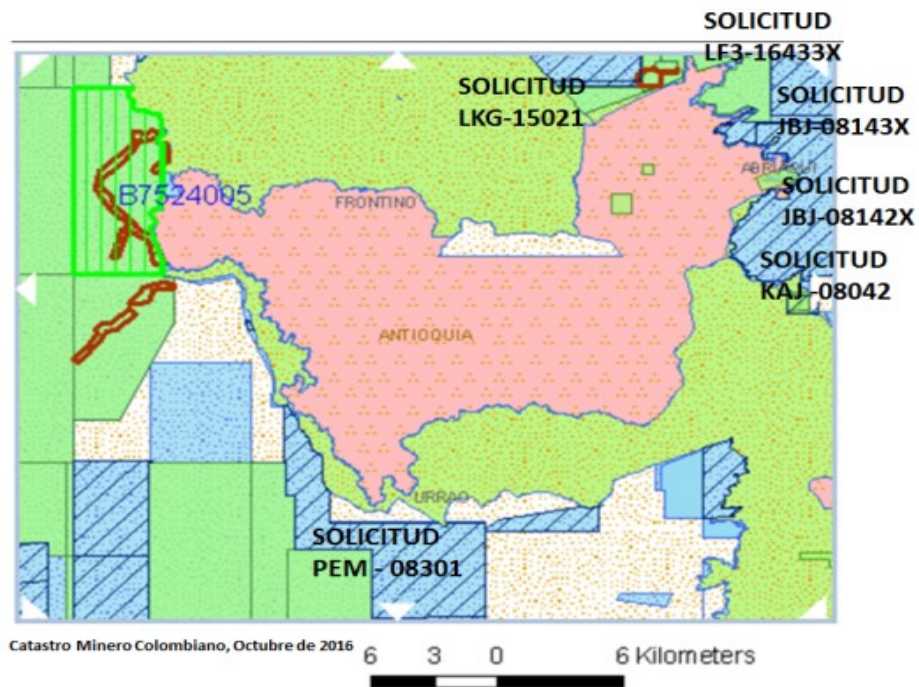 SOLICITUD
LF3-16433X
SOLICITUD
LKG-15021
SOLICITUD
JBJ-08143X
ABRIAQUI
SOLICITUD
JBJ-08142X
B7524005
FRONTINO
SOLICITUD
KAJ -08042
ANTIOQUIA
URRAO
SOLICITUD
PEM - 08301
Catastro Minero Colombiano, Octubre de 2016
6 3 0 6 Kilometers